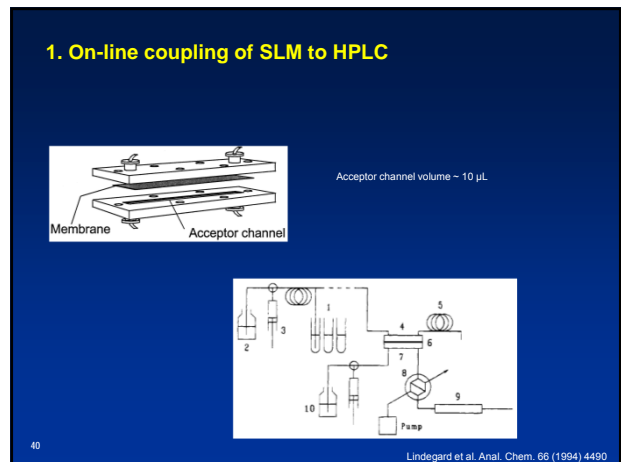 1. On-line coupling of SLM to HPLC
Acceptor channel volume ~ 10 µL
Membrane
Acceptor channel
1
2
3
4
5
6
7
8
9
10
Pump
40
Lindegard et al. Anal. Chem. 66 (1994) 4490